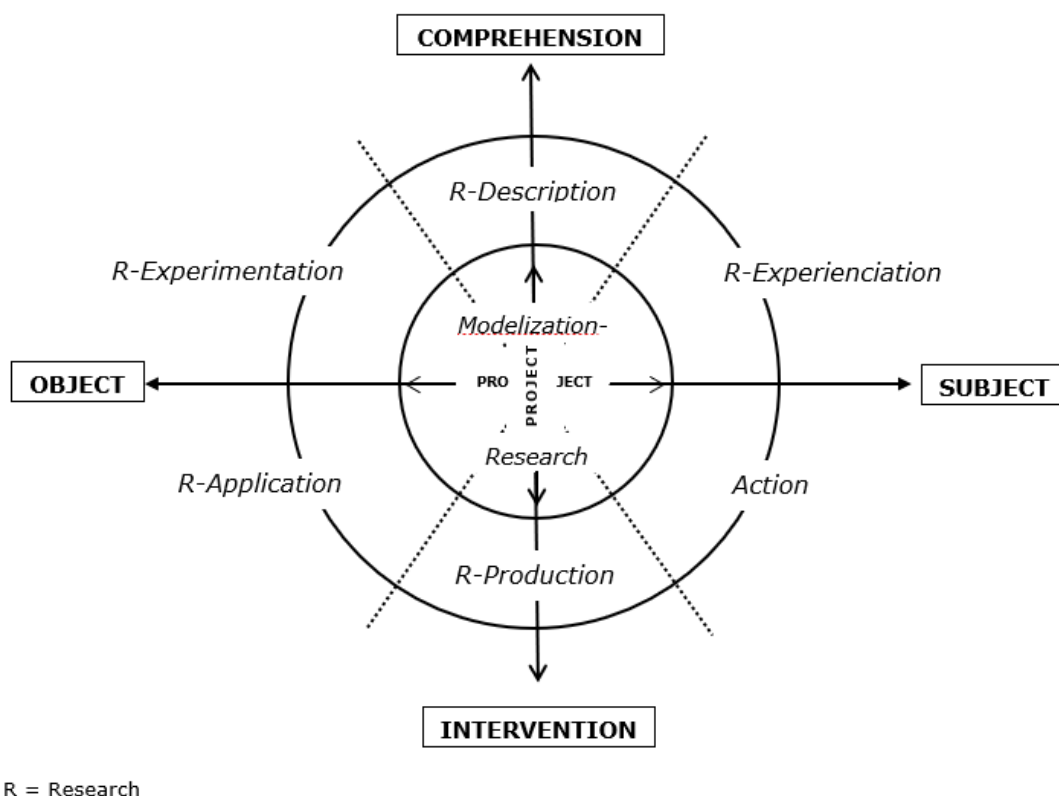 COMPREHENSION
R-Description
R-Experimentation
R-Experienciation
Modelization-
OBJECT
PRO
PROJECT
JECT
SUBJECT
Research
R-Application
Action
R-Production
INTERVENTION
R = Research